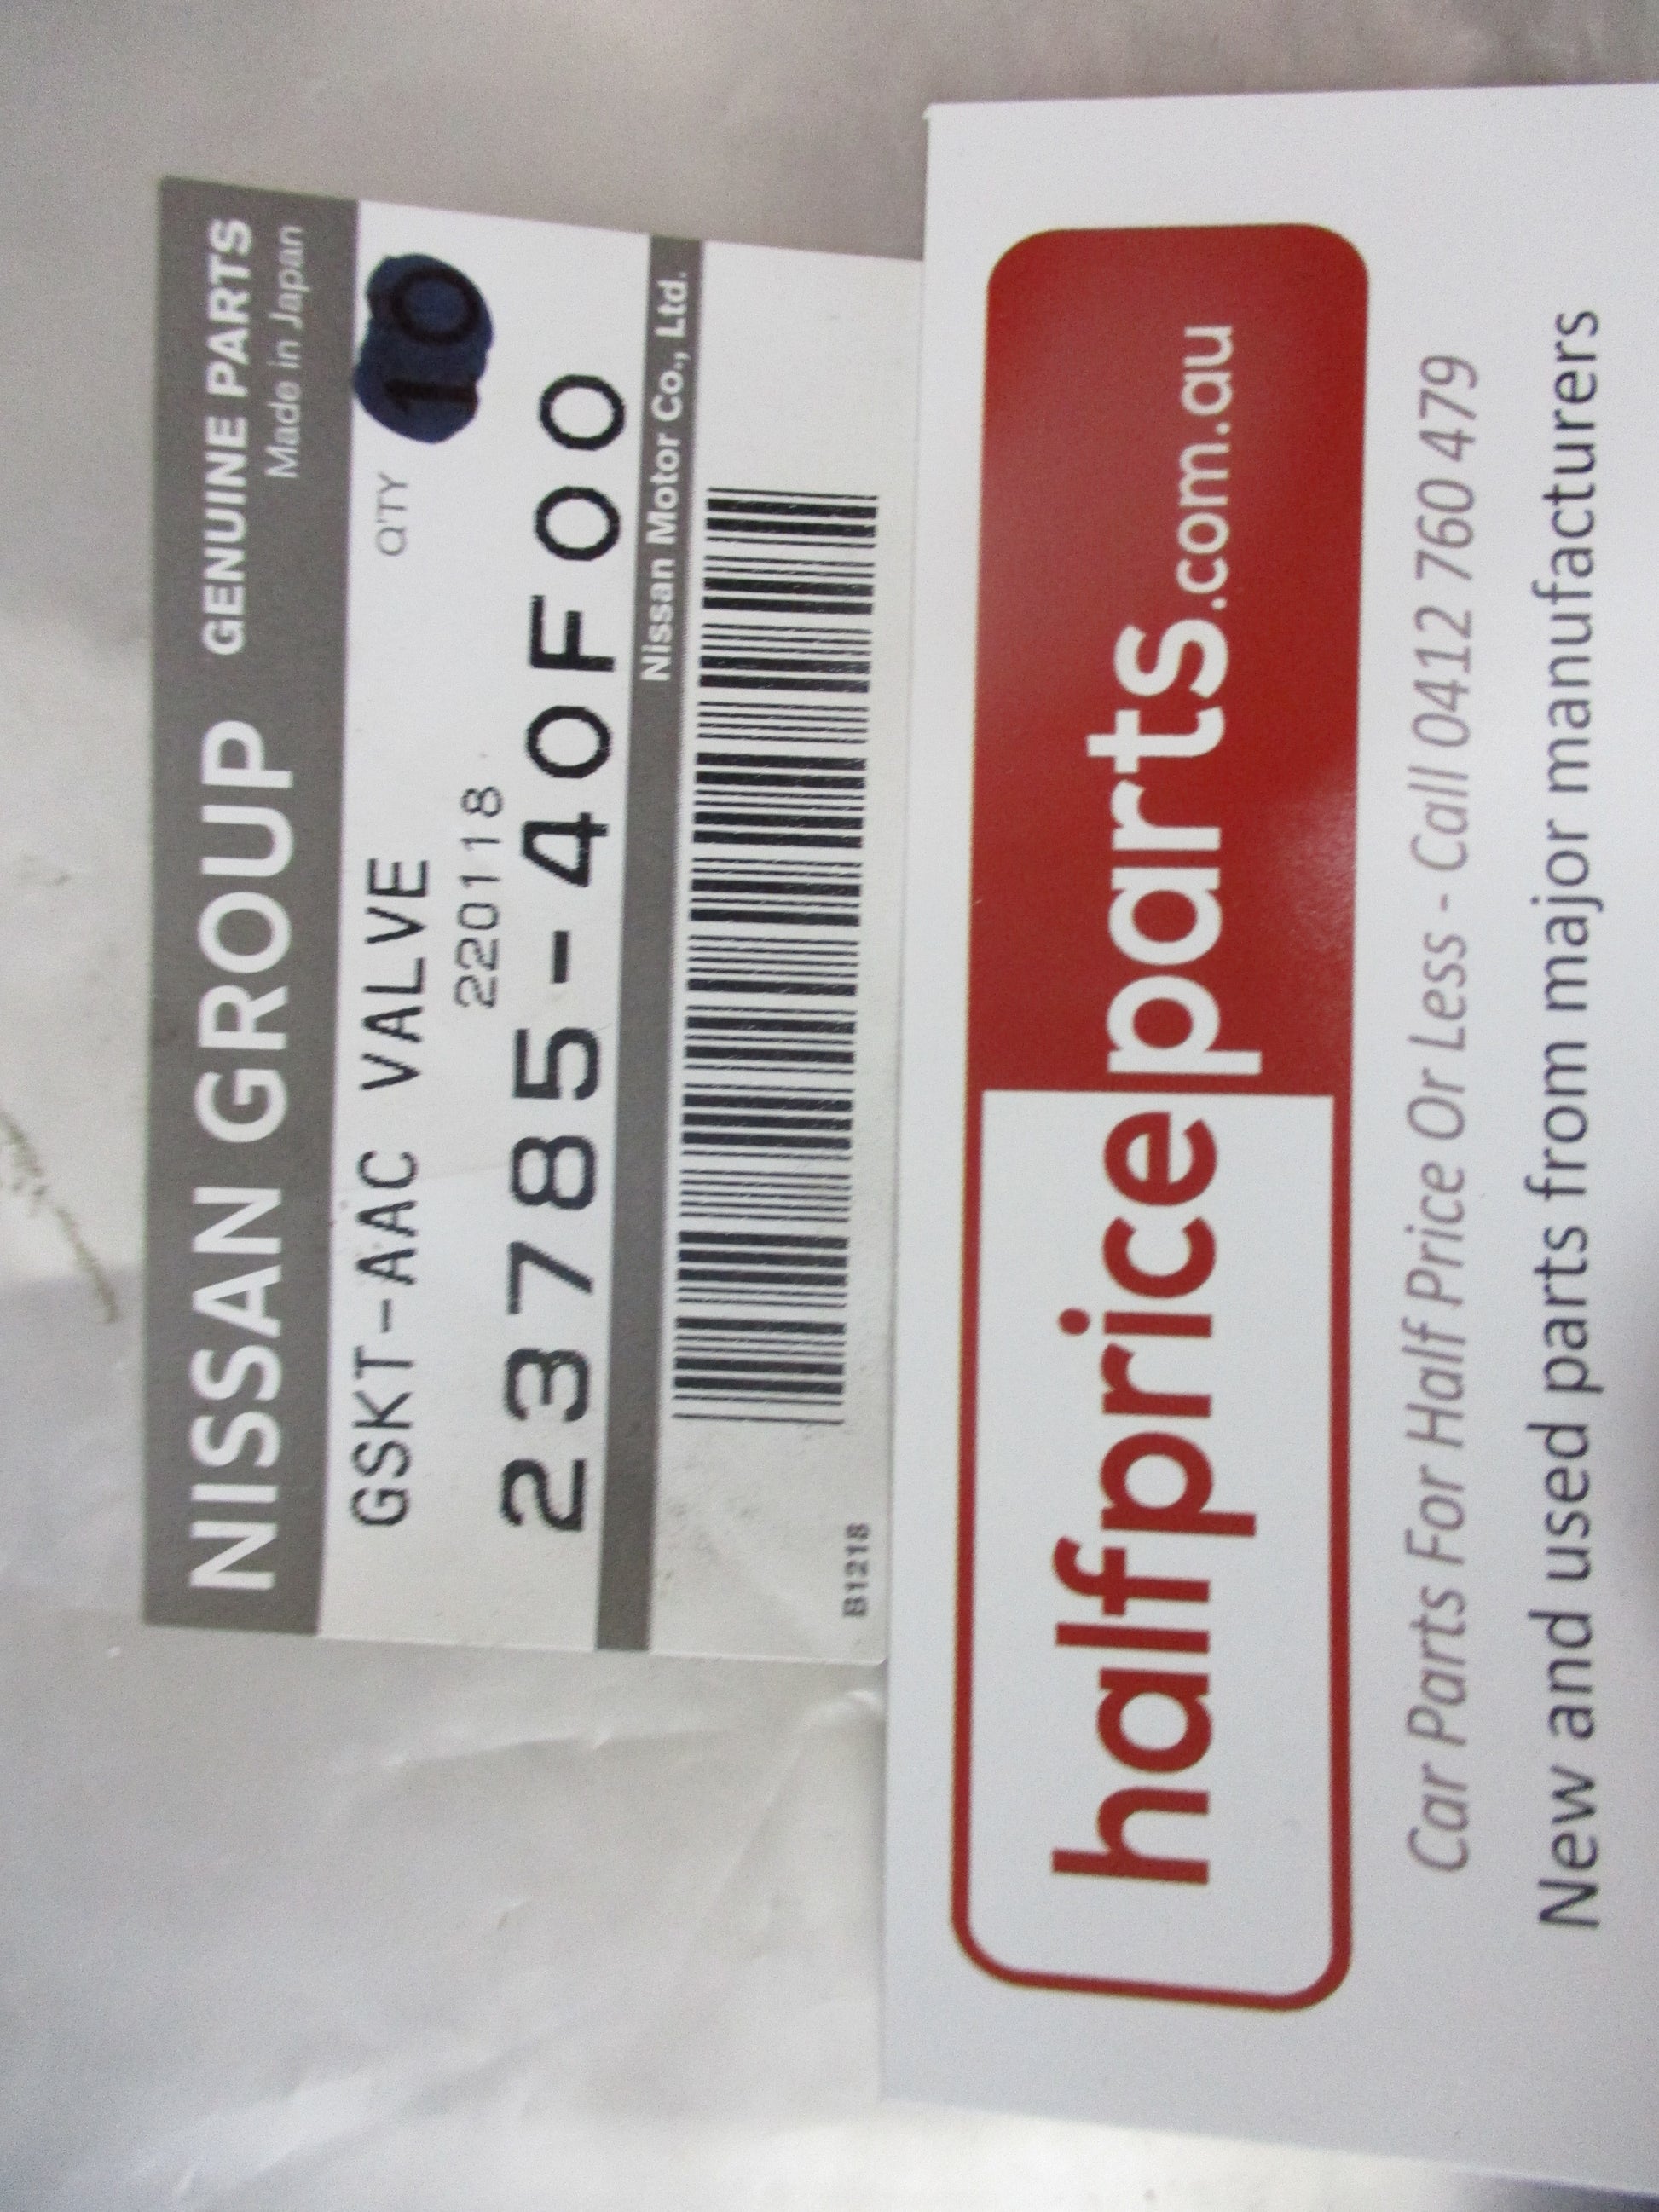 NISSAN GROUP GENUINE PARTS
Made in Japan
GSKT-AAC VALVE Q'TY 10
220118
23785-40F00
Nissan Motor Co., Ltd.
B1218
halfpriceparts.com.au
Car Parts For Half Price Or Less - Call 0412 760 479
New and used parts from major manufacturers